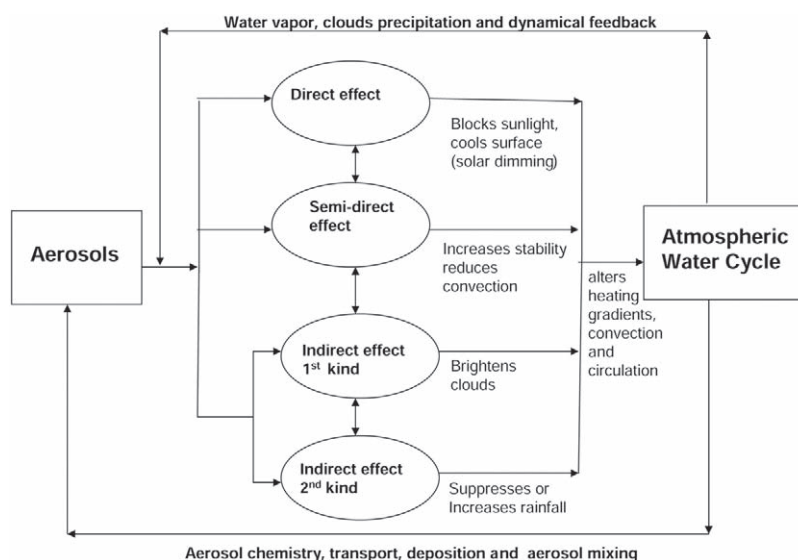 Water vapor, clouds precipitation and dynamical feedback
Direct effect
Blocks sunlight,
cools surface
(solar dimming)
Semi-direct
effect
Increases stability
reduces
convection
Aerosols
Atmospheric
Water Cycle
alters
heating
gradients,
convection
and
circulation
Indirect effect
1st kind
Brightens
clouds
Indirect effect
2nd kind
Suppresses or
Increases rainfall
Aerosol chemistry, transport, deposition and aerosol mixing